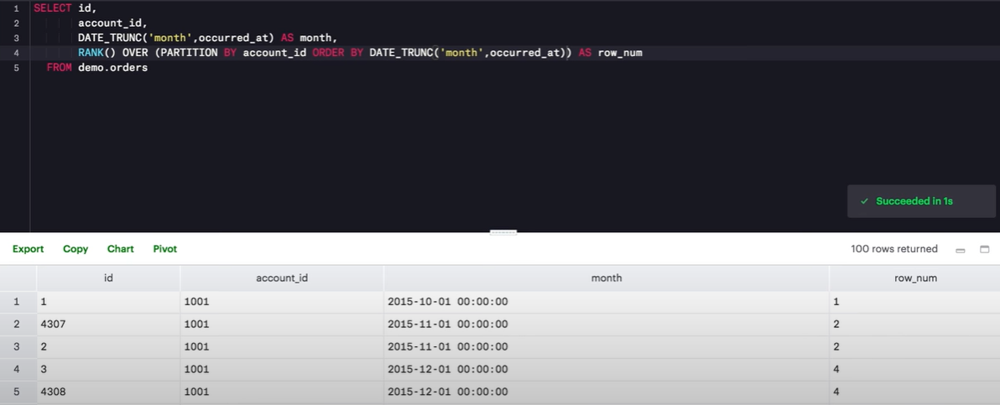 1 SELECT id,
2 account_id,
3 DATE_TRUNC('month',occurred_at) AS month,
4 RANK() OVER (PARTITION BY account_id ORDER BY DATE_TRUNC('month',occurred_at)) AS row_num
5 FROM demo.orders
✓ Succeeded in 1s
Export Copy Chart Pivot 100 rows returned
id account_id month row_num
1 1 1001 2015-10-01 00:00:00 1
2 4307 1001 2015-11-01 00:00:00 2
3 2 1001 2015-11-01 00:00:00 2
4 3 1001 2015-12-01 00:00:00 4
5 4308 1001 2015-12-01 00:00:00 4